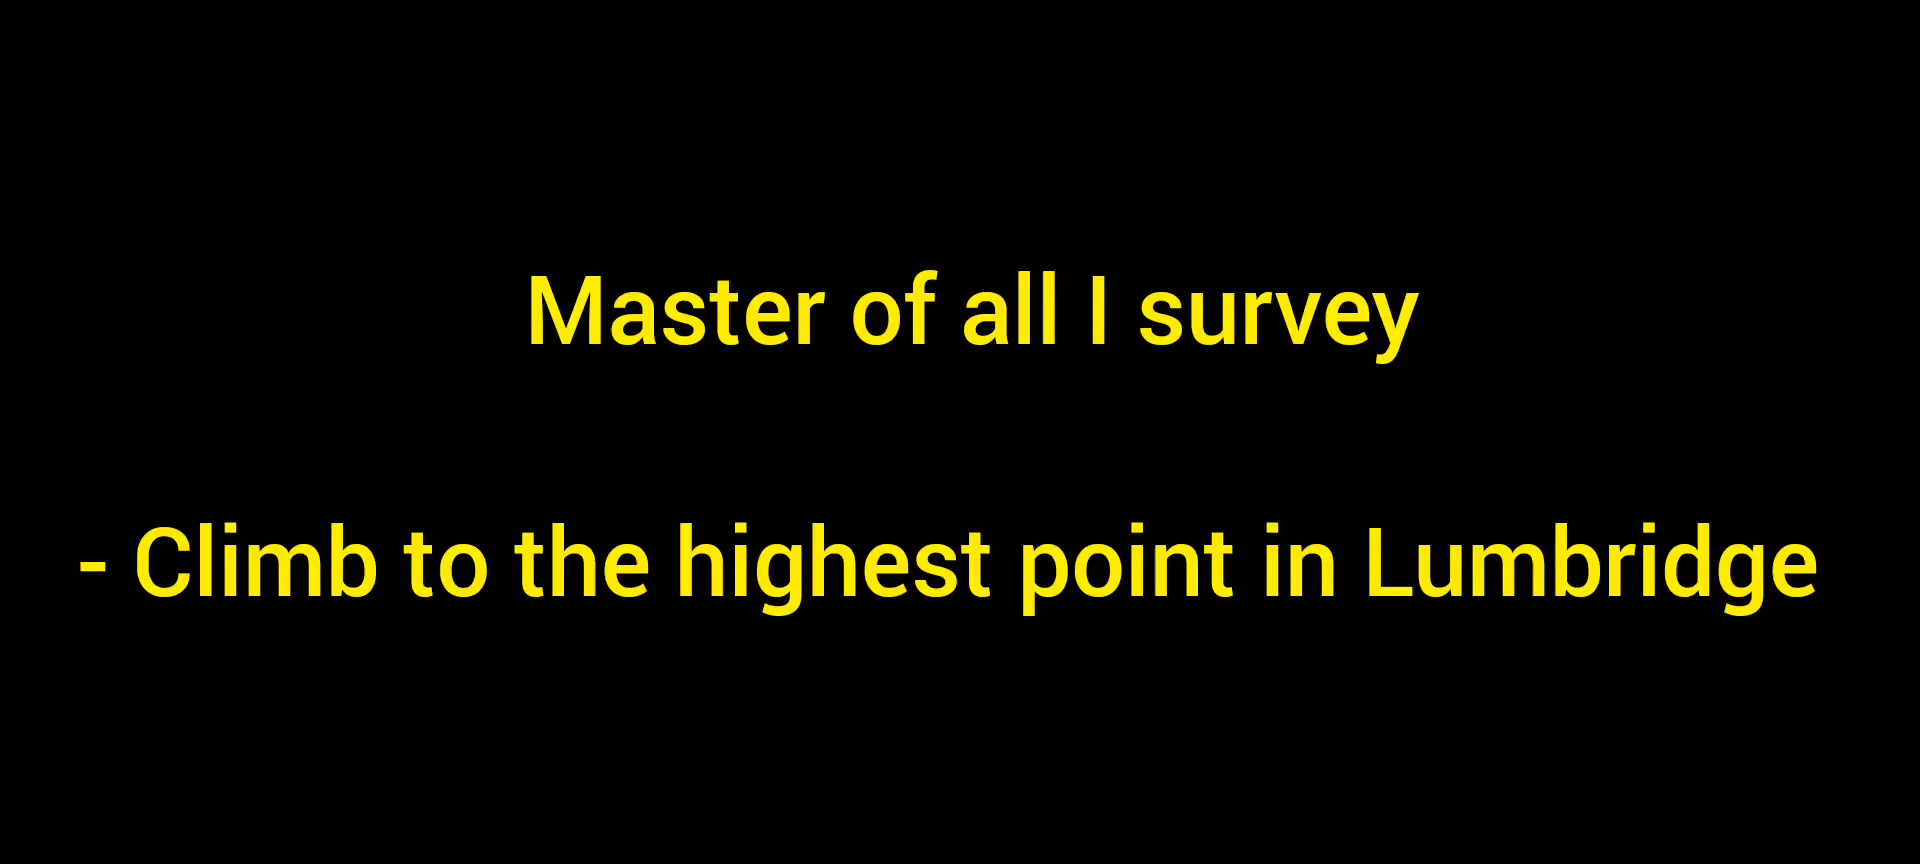 Master of all I survey
- Climb to the highest point in Lumbridge